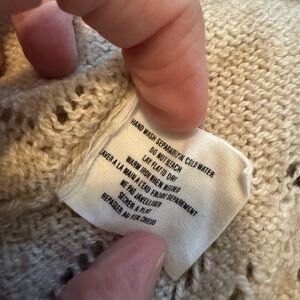 HAND WASH SEPARATELY IN COLD WATER
DO NOT BLEACH
LAY FLAT TO DRY
WARM IRON WHEN NEEDED
LAVER A LA MAIN A L'EAU FROIDE SEPAREMENT
NE PAS JAVELLISER
SECHER A PLAT
REPASSER AU FER